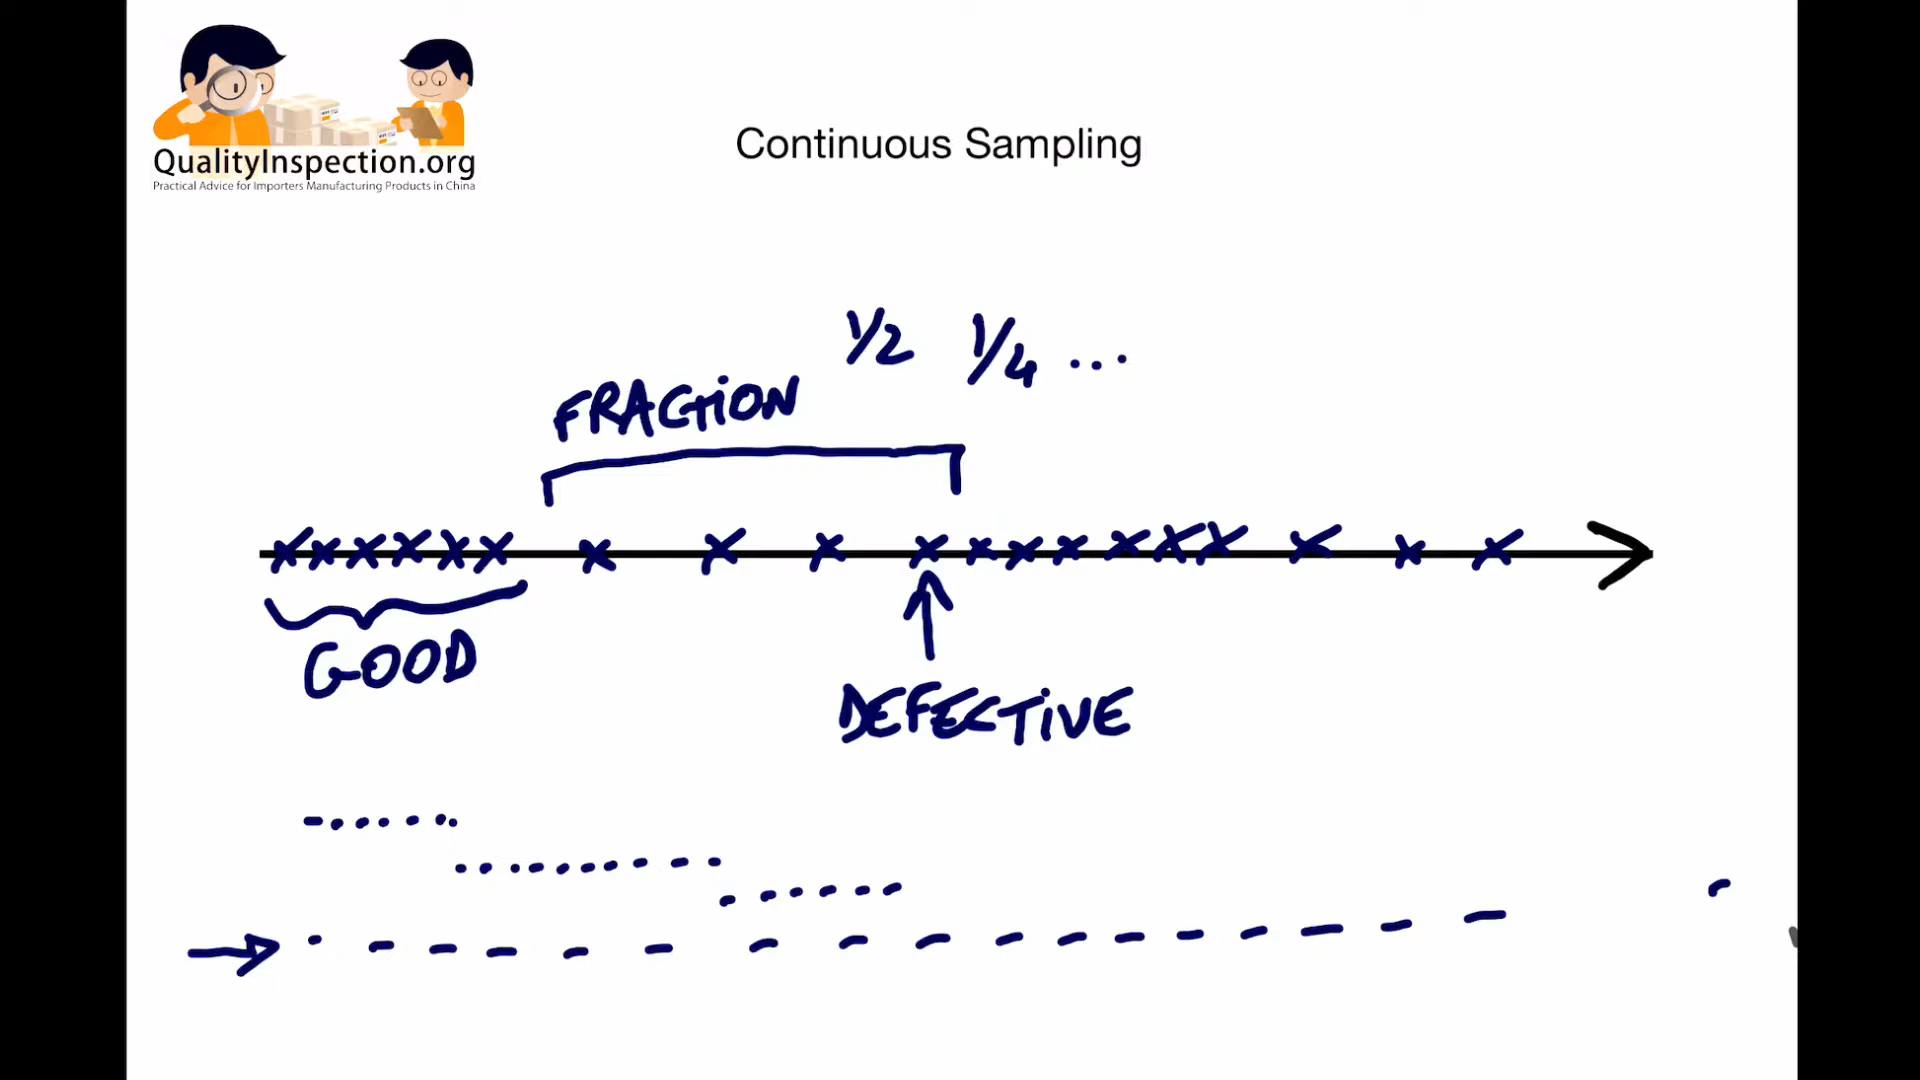 QualityInspection.org
Practical Advice for Importers Manufacturing Products in China
Continuous Sampling
1/2 1/4 ...
FRACTION
GOOD
DEFECTIVE